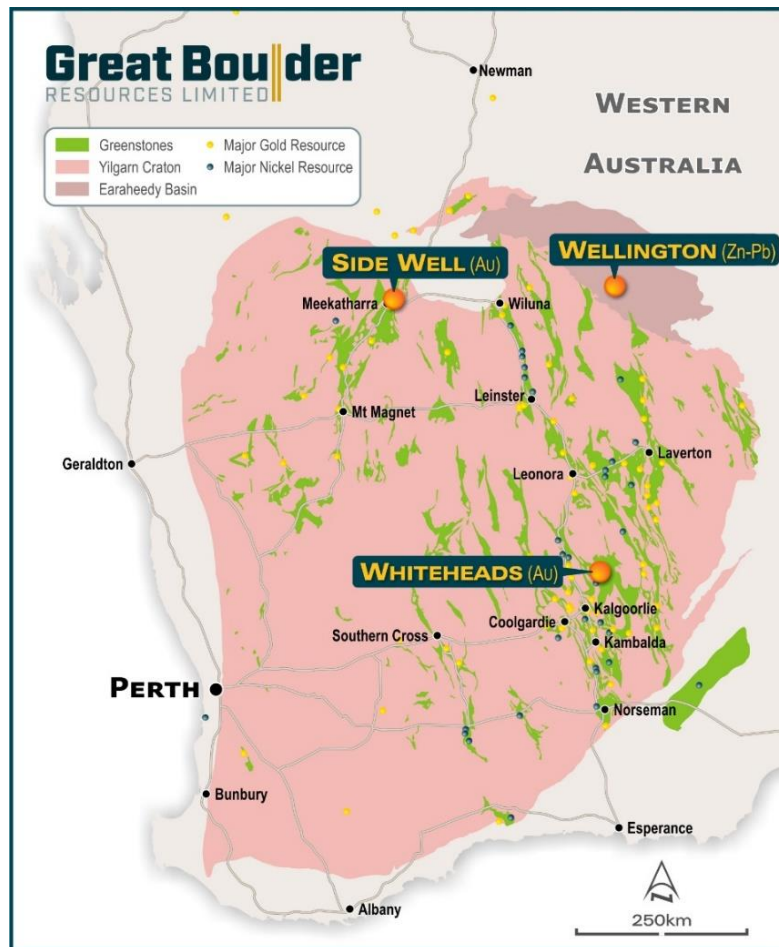 Great Boulder
RESOURCES LIMITED
Greenstones
Yilgarn Craton
Earaheedy Basin
Major Gold Resource
Major Nickel Resource
Newman
WESTERN
AUSTRALIA
SIDE WELL (Au)
WELLINGTON (Zn-Pb)
Meekatharra
Wiluna
Leinster
Mt Magnet
Laverton
Geraldton
Leonora
WHITEHEADS (Au)
Kalgoorlie
Coolgardie
Southern Cross
Kambalda
PERTH
Norseman
Bunbury
Esperance
Albany
N
250km